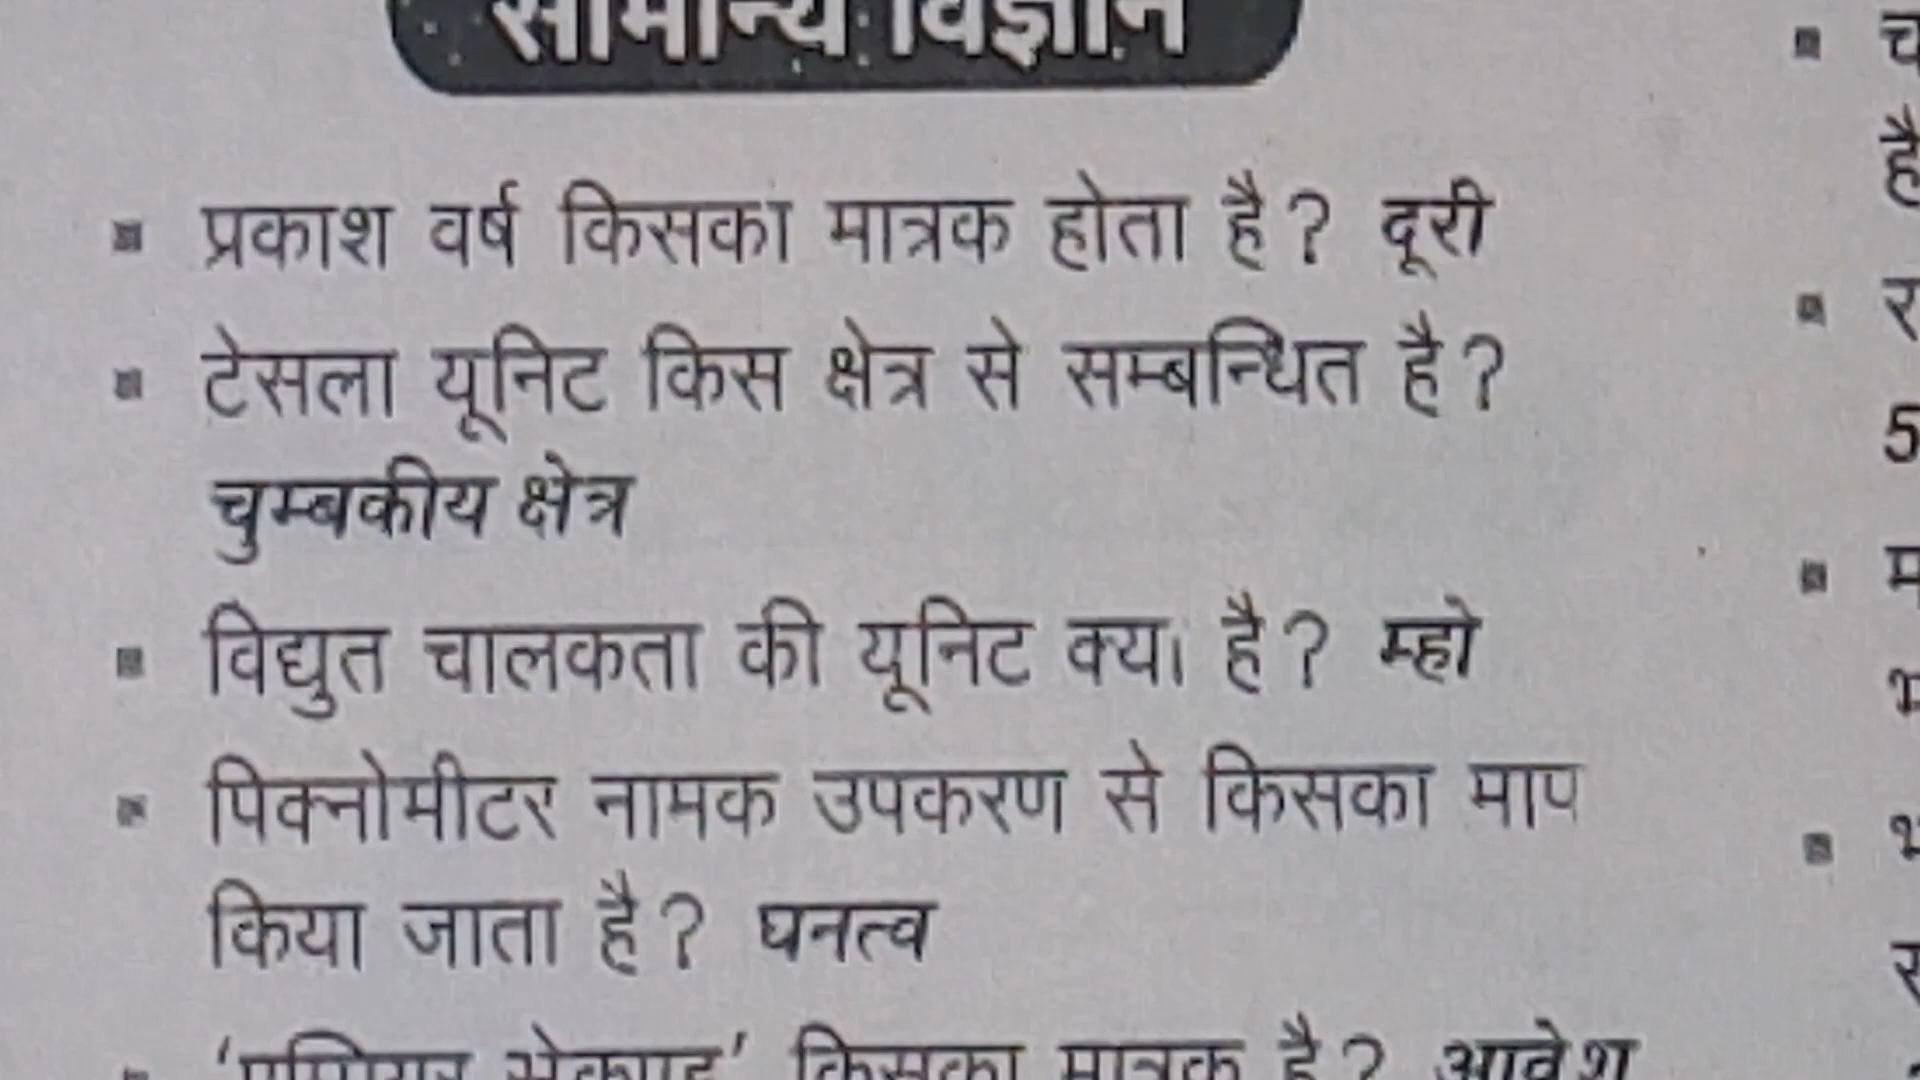 सामान्य विज्ञान
▪ प्रकाश वर्ष किसका मात्रक होता है? दूरी
▪ टेसला यूनिट किस क्षेत्र से सम्बन्धित है?
चुम्बकीय क्षेत्र
▪ विद्युत चालकता की यूनिट क्या है? म्हो
▪ पिक्नोमीटर नामक उपकरण से किसका माप
किया जाता है? घनत्व
किसका मात्रक है? आवेश